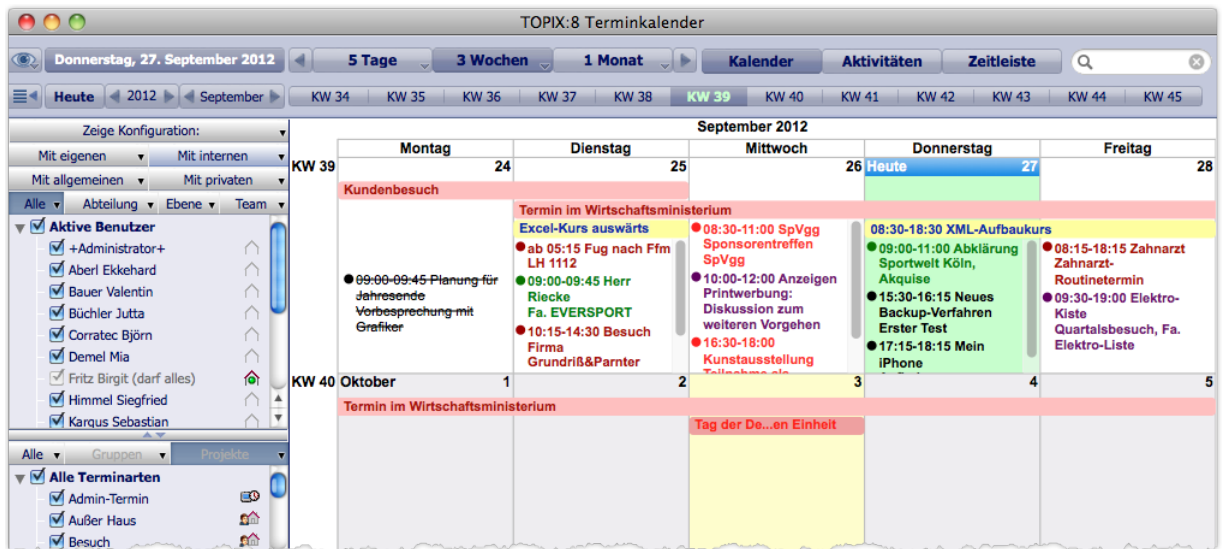 TOPIX:8 Terminkalender
Donnerstag, 27. September 2012
5 Tage
3 Wochen
1 Monat
Kalender
Aktivitäten
Zeitleiste
Heute
2012
September
KW 34
KW 35
KW 36
KW 37
KW 38
KW 39
KW 40
KW 41
KW 42
KW 43
KW 44
KW 45
Zeige Konfiguration:
Mit eigenen
Mit internen
Mit allgemeinen
Mit privaten
Alle
Abteilung
Ebene
Team
Aktive Benutzer
+Administrator+
Aberl Ekkehard
Bauer Valentin
Büchler Jutta
Corratec Björn
Demel Mia
Fritz Birgit (darf alles)
Himmel Siegfried
Kargus Sebastian
Alle
Gruppen
Projekte
Alle Terminarten
Admin-Termin
Außer Haus
Besuch
September 2012
Montag
Dienstag
Mittwoch
Donnerstag
Freitag
KW 39
24
25
26
Heute
27
28
Kundenbesuch
Termin im Wirtschaftsministerium
Excel-Kurs auswärts
08:30-18:30 XML-Aufbaukurs
09:00-09:45 Planung für
Jahresende
Vorbesprechung mit
Grafiker
ab 05:15 Fug nach Ffm
LH 1112
09:00-09:45 Herr
Riecke
Fa. EVERSPORT
10:15-14:30 Besuch
Firma
Grundriß&Parnter
08:30-11:00 SpVgg
Sponsorentreffen
SpVgg
10:00-12:00 Anzeigen
Printwerbung:
Diskussion zum
weiteren Vorgehen
16:30-18:00
Kunstausstellung
Teilnahme als
09:00-11:00 Abklärung
Sportwelt Köln,
Akquise
15:30-16:15 Neues
Backup-Verfahren
Erster Test
17:15-18:15 Mein
iPhone
08:15-18:15 Zahnarzt
Zahnarzt-
Routinetermin
09:30-19:00 Elektro-
Kiste
Quartalsbesuch, Fa.
Elektro-Liste
KW 40
Oktober
1
2
3
4
5
Termin im Wirtschaftsministerium
Tag der De...en Einheit